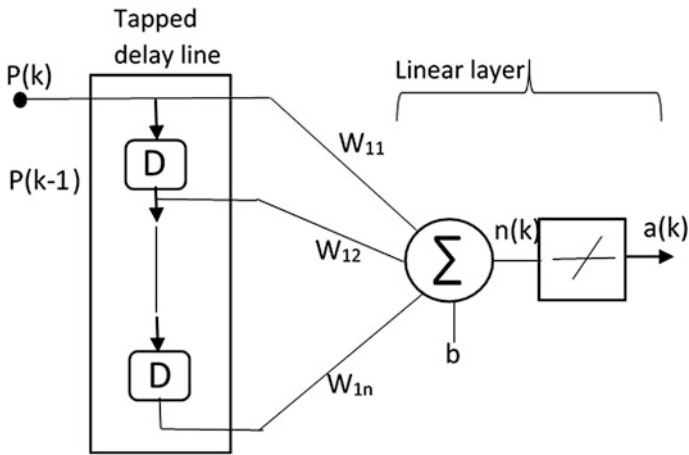 Tapped
delay line
P(k)
Linear layer
W₁₁
D
P(k-1)
W₁₂
Σ
n(k)
a(k)
b
D
W₁ₙ